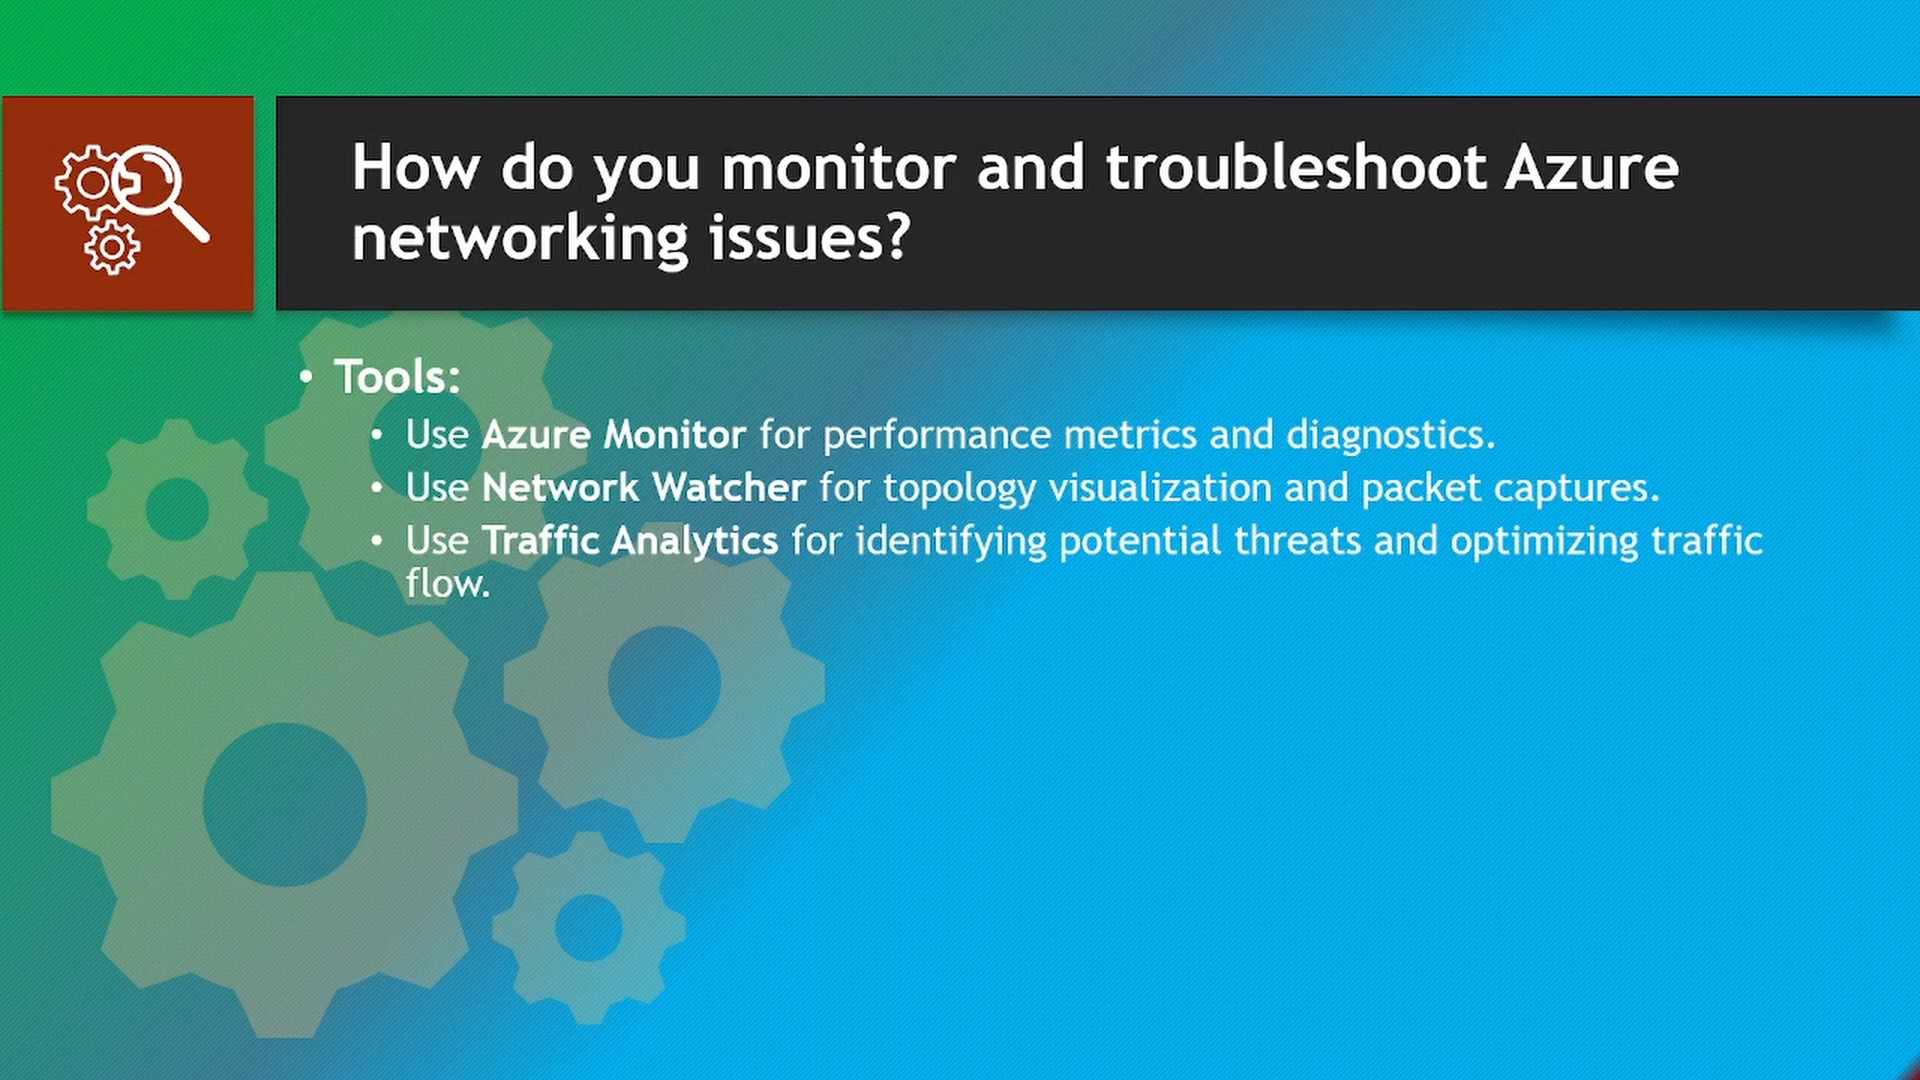 How do you monitor and troubleshoot Azure
networking issues?
• Tools:
• Use Azure Monitor for performance metrics and diagnostics.
• Use Network Watcher for topology visualization and packet captures.
• Use Traffic Analytics for identifying potential threats and optimizing traffic
flow.